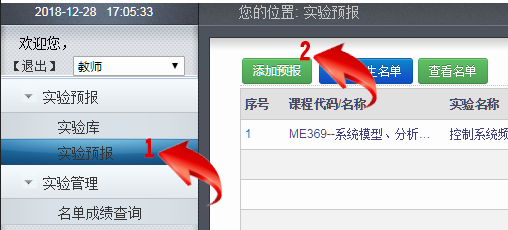 2018-12-28 17:05:33
您的位置: 实验预报
欢迎您,
【退出】 教师
2
添加预报 生名单 查看名单
实验预报
序号 课程代码/名称 实验名称
实验库
1 ME369--系统模型、分析... 控制系统频
1
实验预报
实验管理
名单成绩查询